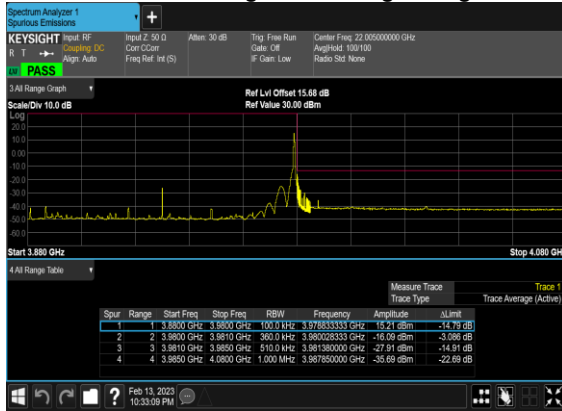 Spectrum Analyzer 1
Spurious Emissions
KEYSIGHT Input: RF Input Z: 50 Ω Atten: 30 dB Trig: Free Run Center Freq: 22.005000000 GHz
R T Coupling: DC Corr CCorr Gate: Off Avg|Hold: 100/100
Align: Auto Freq Ref: Int (S) IF Gain: Low Radio Std: None
PASS
3 All Range Graph
Ref Lvl Offset 15.68 dB
Scale/Div 10.0 dB Ref Value 30.00 dBm
Log
20.0
10.0
0.00
-10.0
-20.0
-30.0
-40.0
-50.0
-60.0
Start 3.880 GHz Stop 4.080 GH
4 All Range Table
Measure Trace Trace 1
Trace Type Trace Average (Active)
Spur Range Start Freq Stop Freq RBW Frequency Amplitude ΔLimit
1 1 3.8800 GHz 3.9800 GHz 100.0 kHz 3.978833333 GHz 15.21 dBm -14.79 dB
2 2 3.9800 GHz 3.9810 GHz 360.0 kHz 3.980028333 GHz -16.09 dBm -3.086 dB
3 3 3.9810 GHz 3.9850 GHz 510.0 kHz 3.981380000 GHz -27.91 dBm -14.91 dB
4 4 3.9850 GHz 4.0800 GHz 1.000 MHz 3.987850000 GHz -35.69 dBm -22.69 dB
? Feb 13, 2023
10:33:09 PM